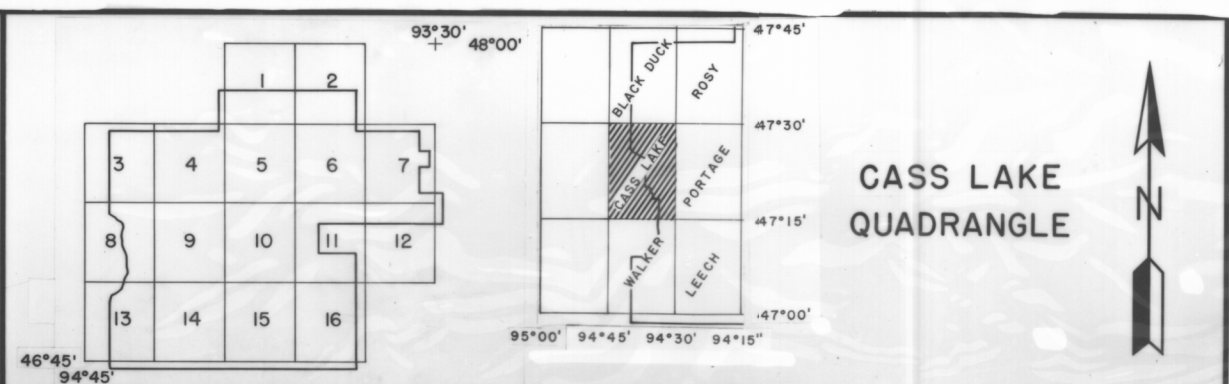 93°30'
48°00'
1 2
3 4 5 6 7
8 9 10 11 12
13 14 15 16
46°45'
94°45'
47°45'
BLACK DUCK
ROSY
47°30'
CASS LAKE
PORTAGE
47°15'
WALKER
LEECH
47°00'
95°00' 94°45' 94°30' 94°15"
CASS LAKE
QUADRANGLE
N